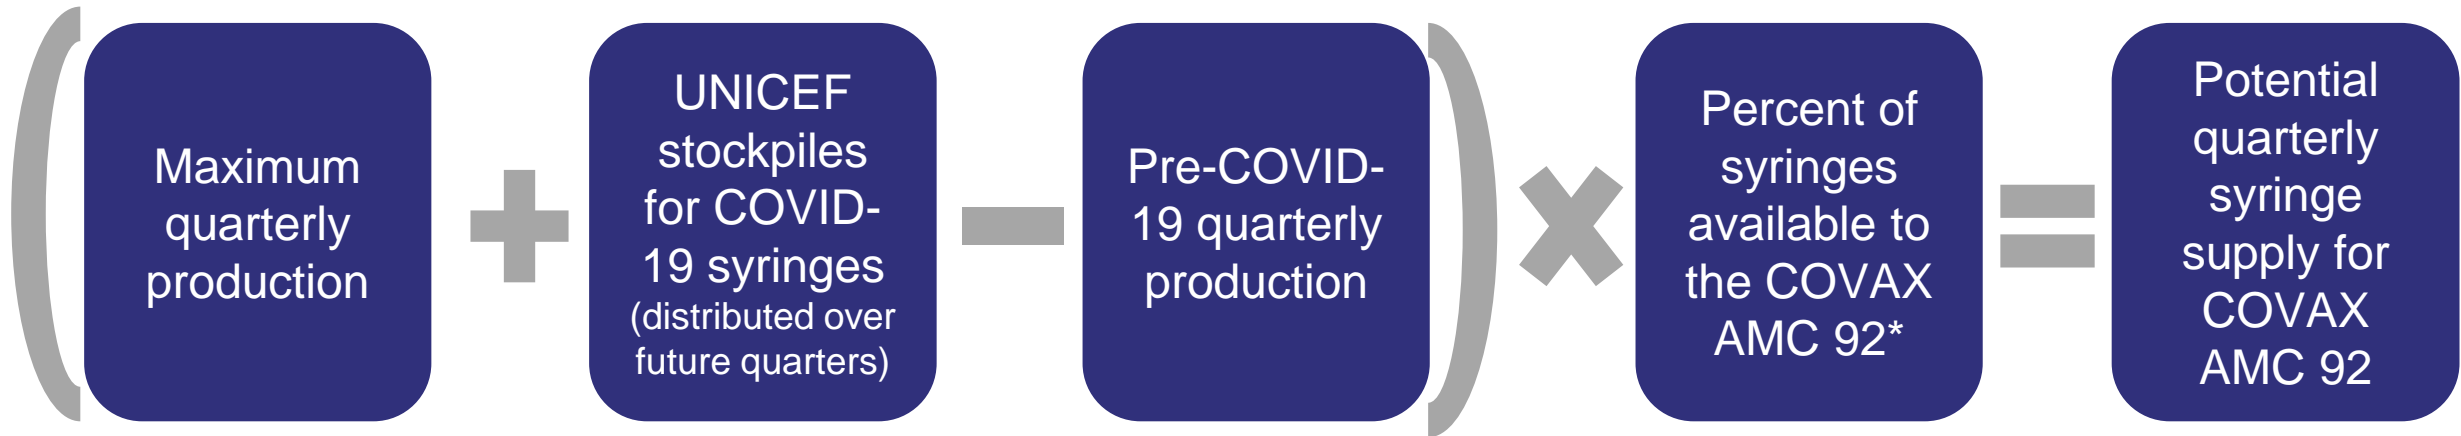 Maximum
quarterly
production
UNICEF
stockpiles
for COVID-
19 syringes
(distributed over
future quarters)
Pre-COVID-
19 quarterly
production
Percent of
syringes
available to
the COVAX
AMC 92*
Potential
quarterly
syringe
supply for
COVAX
AMC 92